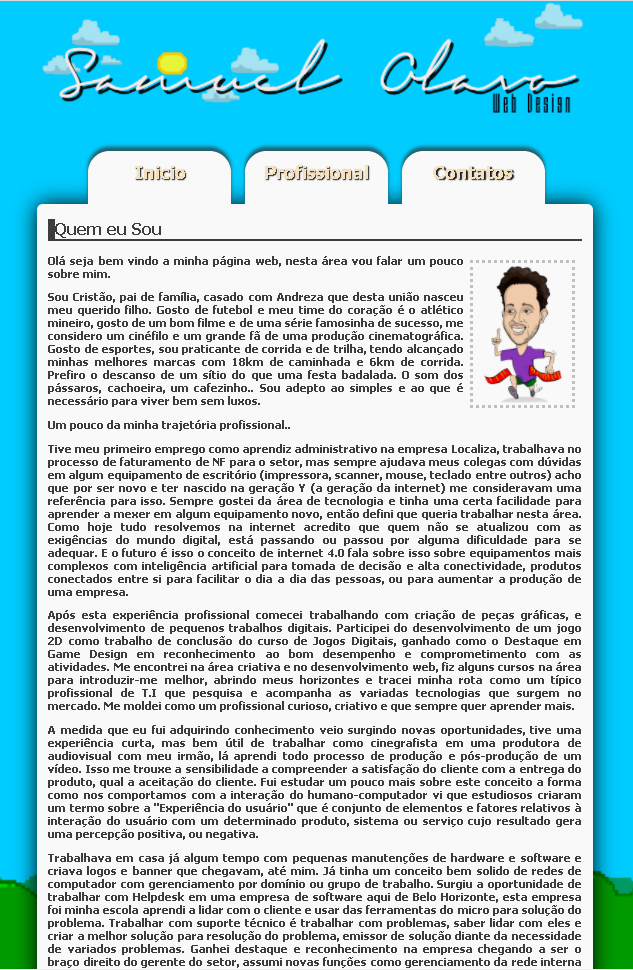 Samuel Olavo
Web Design
Inicio
Profissional
Contatos
Quem eu Sou
Olá seja bem vindo a minha página web, nesta área vou falar um pouco
sobre mim.
Sou Cristão, pai de família, casado com Andreza que desta união nasceu
meu querido filho. Gosto de futebol e meu time do coração é o atlético
mineiro, gosto de um bom filme e de uma série famosinha de sucesso, me
considero um cinéfilo e um grande fã de uma produção cinematográfica.
Gosto de esportes, sou praticante de corrida e de trilha, tendo alcançado
minhas melhores marcas com 18km de caminhada e 6km de corrida.
Prefiro o descanso de um sítio do que uma festa badalada. O som dos
pássaros, cachoeira, um cafezinho.. Sou adepto ao simples e ao que é
necessário para viver bem sem luxos.
Um pouco da minha trajetória profissional..
Tive meu primeiro emprego como aprendiz administrativo na empresa Localiza, trabalhava no
processo de faturamento de NF para o setor, mas sempre ajudava meus colegas com dúvidas
em algum equipamento de escritório (impressora, scanner, mouse, teclado entre outros) acho
que por ser novo e ter nascido na geração Y (a geração da internet) me consideravam uma
referência para isso. Sempre gostei da área de tecnologia e tinha uma certa facilidade para
aprender a mexer em algum equipamento novo, então defini que queria trabalhar nesta área.
Como hoje tudo resolvemos na internet acredito que quem não se atualizou com as
exigências do mundo digital, está passando ou passou por alguma dificuldade para se
adequar. E o futuro é isso o conceito de internet 4.0 fala sobre isso sobre equipamentos mais
complexos com inteligência artificial para tomada de decisão e alta conectividade, produtos
conectados entre si para facilitar o dia a dia das pessoas, ou para aumentar a produção de
uma empresa.
Após esta experiência profissional comecei trabalhando com criação de peças gráficas, e
desenvolvimento de pequenos trabalhos digitais. Participei do desenvolvimento de um jogo
2D como trabalho de conclusão do curso de Jogos Digitais, ganhado como o Destaque em
Game Design em reconhecimento ao bom desempenho e comprometimento com as
atividades. Me encontrei na área criativa e no desenvolvimento web, fiz alguns cursos na área
para introduzir-me melhor, abrindo meus horizontes e tracei minha rota como um típico
profissional de T.I que pesquisa e acompanha as variadas tecnologias que surgem no
mercado. Me moldei como um profissional curioso, criativo e que sempre quer aprender mais.
A medida que eu fui adquirindo conhecimento veio surgindo novas oportunidades, tive uma
experiência curta, mas bem útil de trabalhar como cinegrafista em uma produtora de
audiovisual com meu irmão, lá aprendi todo processo de produção e pós-produção de um
vídeo. Isso me trouxe a sensibilidade a compreender a satisfação do cliente com a entrega do
produto, qual a aceitação do cliente. Fui estudar um pouco mais sobre este conceito a forma
como nos comportamos com a interação do humano-computador vi que estudiosos criaram
um termo sobre a "Experiência do usuário" que é conjunto de elementos e fatores relativos à
interação do usuário com um determinado produto, sistema ou serviço cujo resultado gera
uma percepção positiva, ou negativa.
Trabalhava em casa já algum tempo com pequenas manutenções de hardware e software e
criava logos e banner que chegavam, até mim. Já tinha um conceito bem solido de redes de
computador com gerenciamento por domínio ou grupo de trabalho. Surgiu a oportunidade de
trabalhar com Helpdesk em uma empresa de software aqui de Belo Horizonte, esta empresa
foi minha escola aprendi a lidar com o cliente e usar das ferramentas do micro para solução do
problema. Trabalhar com suporte técnico é trabalhar com problemas, saber lidar com eles e
criar a melhor solução para resolução do problema, emissor de solução diante da necessidade
de variados problemas. Ganhei destaque e reconhecimento na empresa chegando a ser o
braço direito do gerente do setor, assumi novas funções como gerenciamento da rede interna